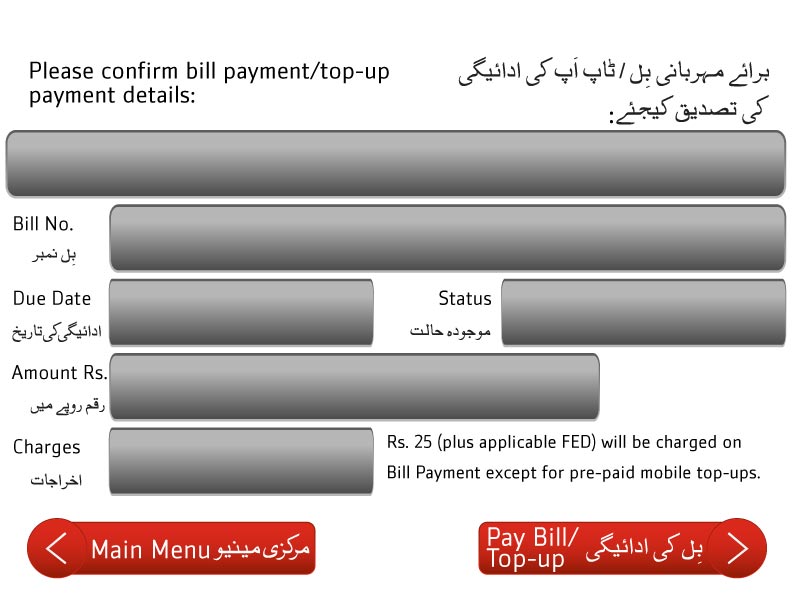 Please confirm bill payment/top-up
payment details:
برائے مہربانی بِل / ٹاپ اَپ کی ادائیگی
کی تصدیق کیجئے:
Bill No.
بِل نمبر
Due Date
ادائیگی کی تاریخ
Status
موجودہ حالت
Amount Rs.
رقم روپے میں
Charges
اخراجات
Rs. 25 (plus applicable FED) will be charged on
Bill Payment except for pre-paid mobile top-ups.
Main Menu مرکزی مینیو
Pay Bill/
Top-up
بِل کی ادائیگی